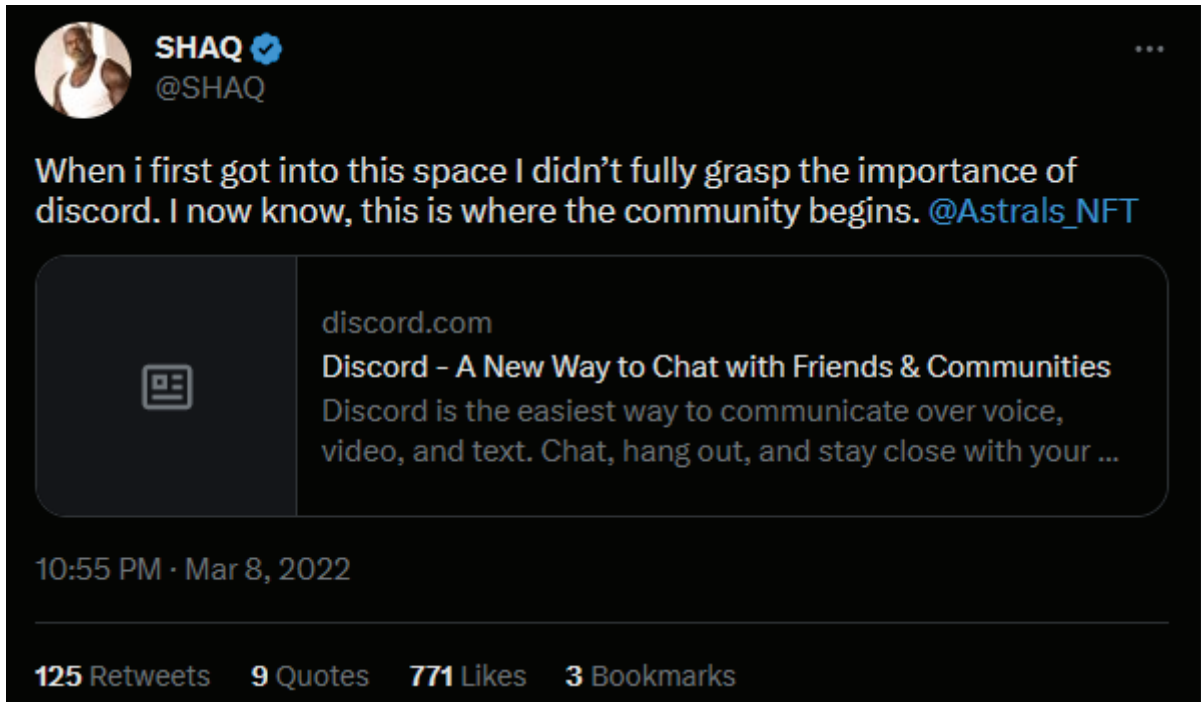 SHAQ
@SHAQ
When i first got into this space I didn’t fully grasp the importance of
discord. I now know, this is where the community begins. @Astrals_NFT
discord.com
Discord - A New Way to Chat with Friends & Communities
Discord is the easiest way to communicate over voice,
video, and text. Chat, hang out, and stay close with your ...
10:55 PM · Mar 8, 2022
125 Retweets 9 Quotes 771 Likes 3 Bookmarks